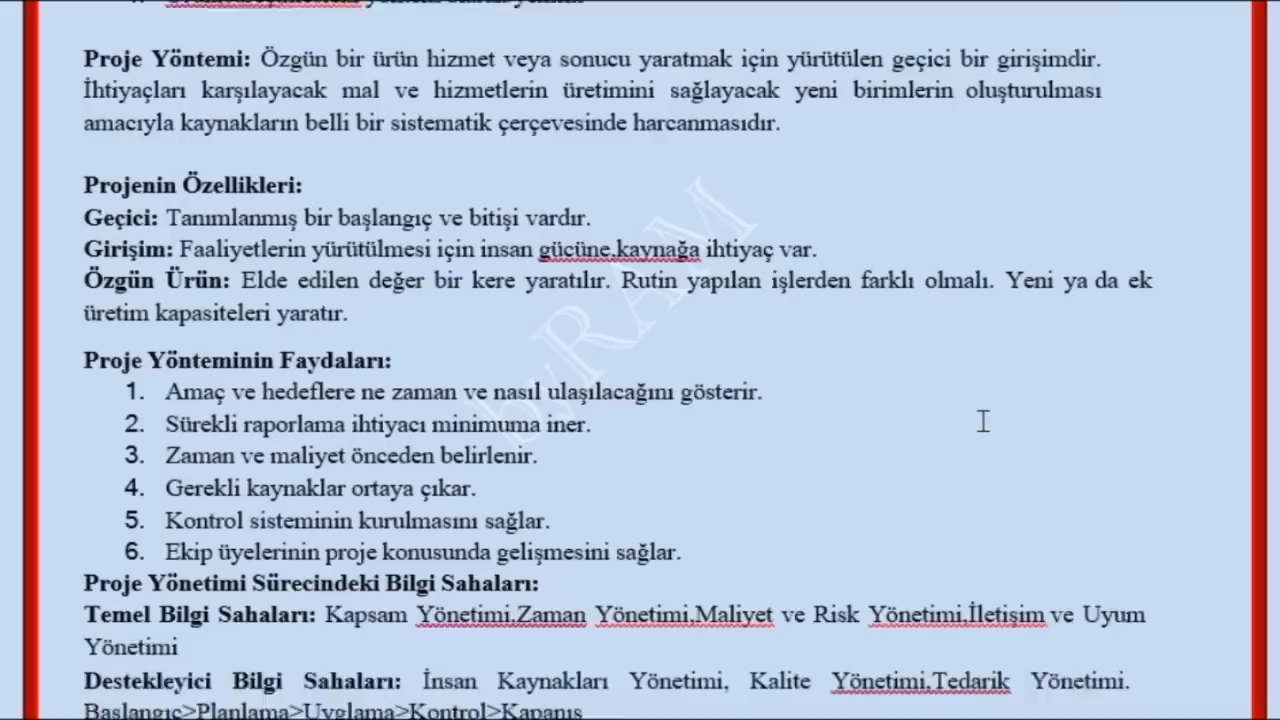 Proje Yöntemi: Özgün bir ürün hizmet veya sonucu yaratmak için yürütülen geçici bir girişimdir.
İhtiyaçları karşılayacak mal ve hizmetlerin üretimini sağlayacak yeni birimlerin oluşturulması
amacıyla kaynakların belli bir sistematik çerçevesinde harcanmasıdır.
Projenin Özellikleri:
Geçici: Tanımlanmış bir başlangıç ve bitişi vardır.
Girişim: Faaliyetlerin yürütülmesi için insan gücüne,kaynağa ihtiyaç var.
Özgün Ürün: Elde edilen değer bir kere yaratılır. Rutin yapılan işlerden farklı olmalı. Yeni ya da ek
üretim kapasiteleri yaratır.
Proje Yönteminin Faydaları:
1. Amaç ve hedeflere ne zaman ve nasıl ulaşılacağını gösterir.
2. Sürekli raporlama ihtiyacı minimuma iner.
3. Zaman ve maliyet önceden belirlenir.
4. Gerekli kaynaklar ortaya çıkar.
5. Kontrol sisteminin kurulmasını sağlar.
6. Ekip üyelerinin proje konusunda gelişmesini sağlar.
Proje Yönetimi Sürecindeki Bilgi Sahaları:
Temel Bilgi Sahaları: Kapsam Yönetimi,Zaman Yönetimi,Maliyet ve Risk Yönetimi,İletişim ve Uyum
Yönetimi
Destekleyici Bilgi Sahaları: İnsan Kaynakları Yönetimi, Kalite Yönetimi,Tedarik Yönetimi.
Başlangıç>Planlama>Uyglama>Kontrol>Kapanış
byRAM